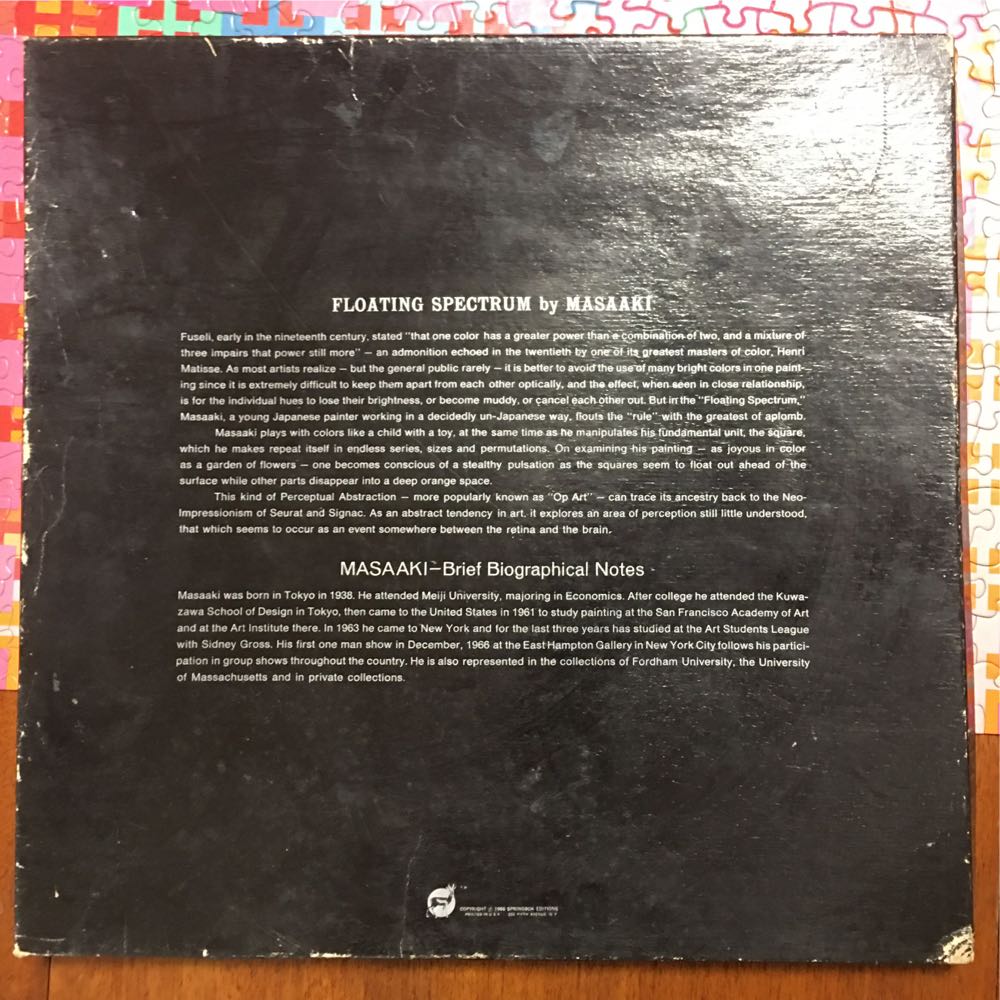 FLOATING SPECTRUM by MASAAKI
Fuseli, early in the nineteenth century, stated "that one color has a greater power than a combination of two, and a mixture of
three impairs that power still more" — an admonition echoed in the twentieth by one of its greatest masters of color, Henri
Matisse. As most artists realize — but the general public rarely — it is better to avoid the use of many bright colors in one paint-
ing since it is extremely difficult to keep them apart from each other optically, and the effect, when seen in close relationship,
is for the individual hues to lose their brightness, or become muddy, or cancel each other out. But in the "Floating Spectrum,"
Masaaki, a young Japanese painter working in a decidedly un-Japanese way, flouts the "rule" with the greatest of aplomb.
Masaaki plays with colors like a child with a toy, at the same time as he manipulates his fundamental unit, the square,
which he makes repeat itself in endless series, sizes and permutations. On examining his painting — as joyous in color
as a garden of flowers — one becomes conscious of a stealthy pulsation as the squares seem to float out ahead of the
surface while other parts disappear into a deep orange space.
This kind of Perceptual Abstraction — more popularly known as "Op Art" — can trace its ancestry back to the Neo-
Impressionism of Seurat and Signac. As an abstract tendency in art, it explores an area of perception still little understood,
that which seems to occur as an event somewhere between the retina and the brain.
MASAAKI—Brief Biographical Notes
Masaaki was born in Tokyo in 1938. He attended Meiji University, majoring in Economics. After college he attended the Kuwa-
zawa School of Design in Tokyo, then came to the United States in 1961 to study painting at the San Francisco Academy of Art
and at the Art Institute there. In 1963 he came to New York and for the last three years has studied at the Art Students League
with Sidney Gross. His first one man show in December, 1966 at the East Hampton Gallery in New York City follows his partici-
pation in group shows throughout the country. He is also represented in the collections of Fordham University, the University
of Massachusetts and in private collections.
COPYRIGHT © 1966 SPRINGBOK EDITIONS
PRINTED IN U.S.A. FIFTH AVENUE N.Y.